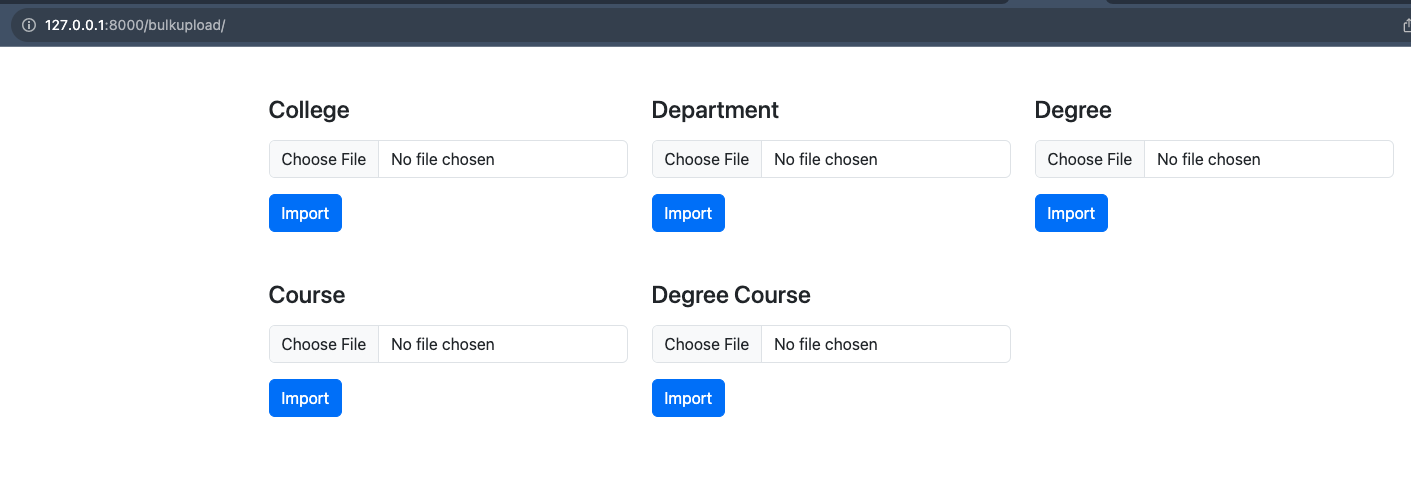 127.0.0.1:8000/bulkupload/
College Department Degree
Choose File No file chosen Choose File No file chosen Choose File No file chosen
Import Import Import
Course Degree Course
Choose File No file chosen Choose File No file chosen
Import Import